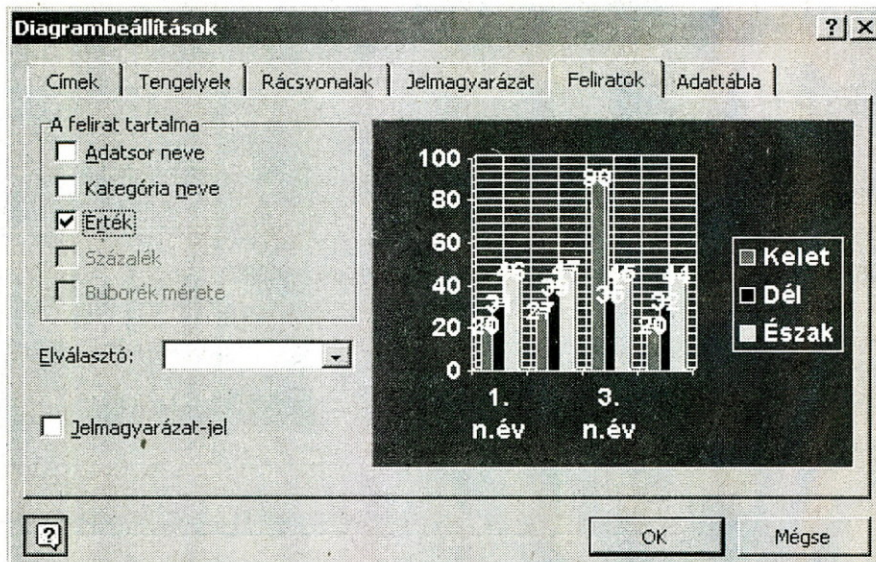 Diagrambeállítások
Címek Tengelyek Rácsvonalak Jelmagyarázat Feliratok Adattábla
A felirat tartalma
Adatsor neve
Kategória neve
Érték
Százalék
Buborék mérete
Elválasztó:
Jelmagyarázat-jel
100
80
60
40
20
0
20 31 46 27 39 47 90 35 45 20 32 44
1. n.év
3. n.év
Kelet
Dél
Észak
OK Mégse